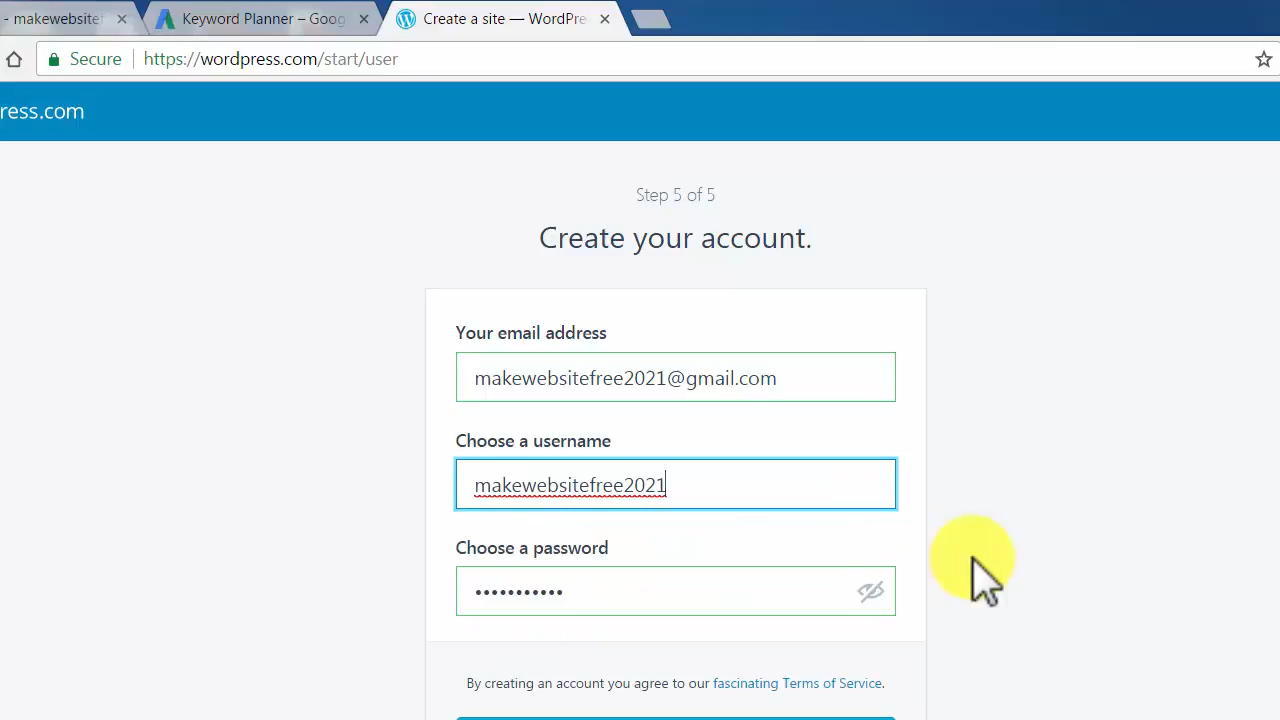 - makewebsitef
Keyword Planner – Goog
Create a site — WordPre
Secure
https://wordpress.com/start/user
ress.com
Step 5 of 5
Create your account.
Your email address
makewebsitefree2021@gmail.com
Choose a username
makewebsitefree2021
Choose a password
•••••••••••
By creating an account you agree to our fascinating Terms of Service.